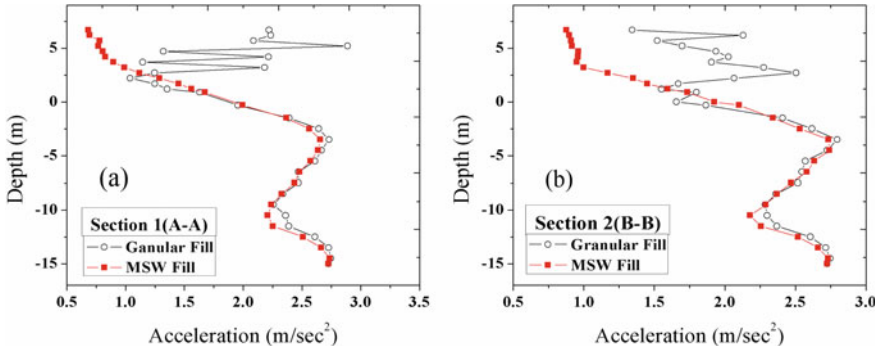 5
0
-5
-10
-15
Depth (m)
(a)
Section 1(A-A)
Ganular Fill
MSW Fill
0.5 1.0 1.5 2.0 2.5 3.0 3.5
Acceleration (m/sec²)
5
0
-5
-10
-15
Depth (m)
(b)
Section 2(B-B)
Granular Fill
MSW Fill
0.5 1.0 1.5 2.0 2.5 3.0
Acceleration (m/sec²)